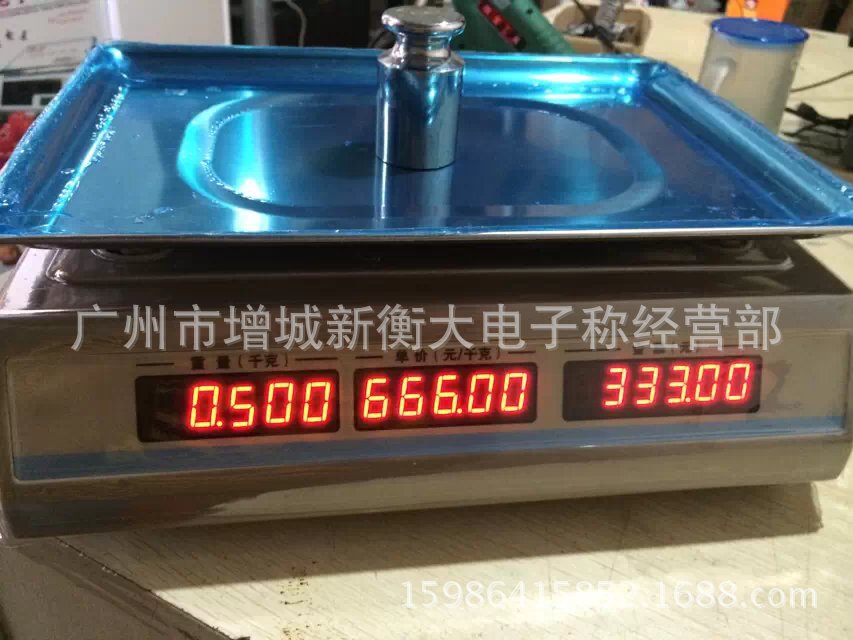 广州市增城新衡大电子称经营部
重量(千克) 单价(元/千克)
0.500 666.00 333.00
15986415852.1688.com